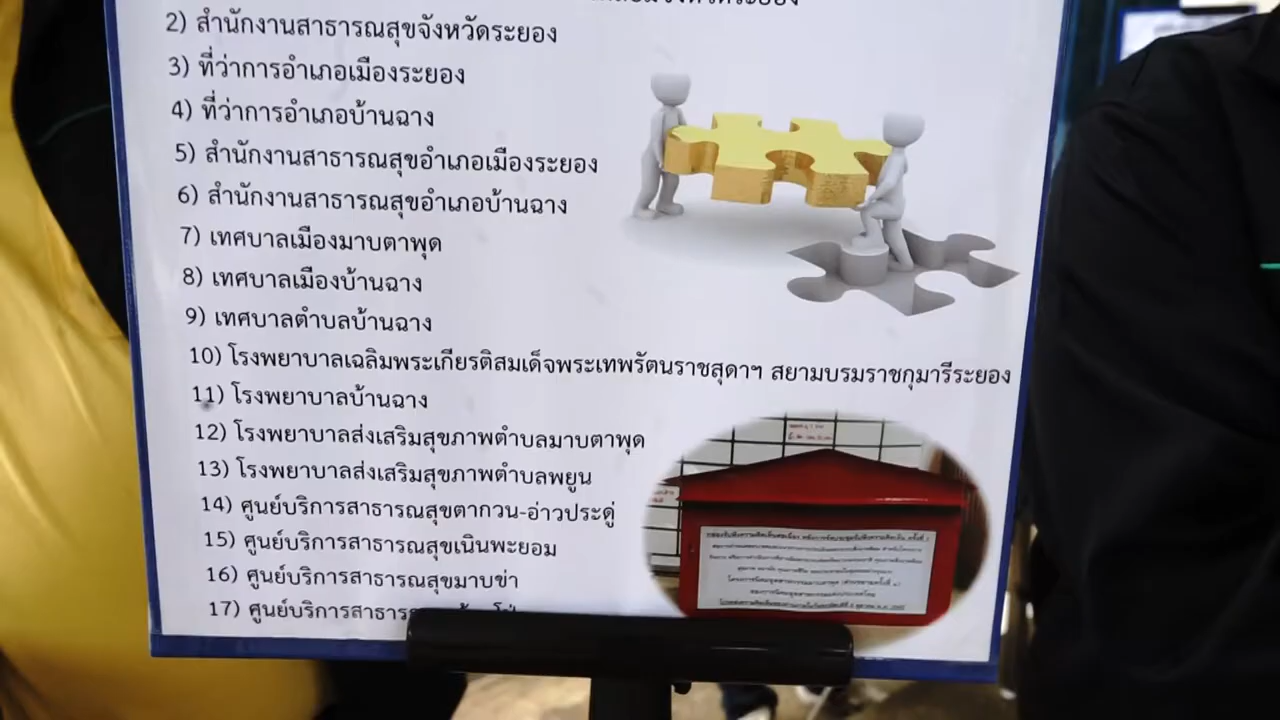 2) สำนักงานสาธารณสุขจังหวัดระยอง
3) ที่ว่าการอำเภอเมืองระยอง
4) ที่ว่าการอำเภอบ้านฉาง
5) สำนักงานสาธารณสุขอำเภอเมืองระยอง
6) สำนักงานสาธารณสุขอำเภอบ้านฉาง
7) เทศบาลเมืองมาบตาพุด
8) เทศบาลเมืองบ้านฉาง
9) เทศบาลตำบลบ้านฉาง
10) โรงพยาบาลเฉลิมพระเกียรติสมเด็จพระเทพรัตนราชสุดาฯ สยามบรมราชกุมารีระยอง
11) โรงพยาบาลบ้านฉาง
12) โรงพยาบาลส่งเสริมสุขภาพตำบลมาบตาพุด
13) โรงพยาบาลส่งเสริมสุขภาพตำบลพยูน
14) ศูนย์บริการสาธารณสุขตากวน-อ่าวประดู่
15) ศูนย์บริการสาธารณสุขเนินพะยอม
16) ศูนย์บริการสาธารณสุขมาบข่า
17) ศูนย์บริการสาธารณ